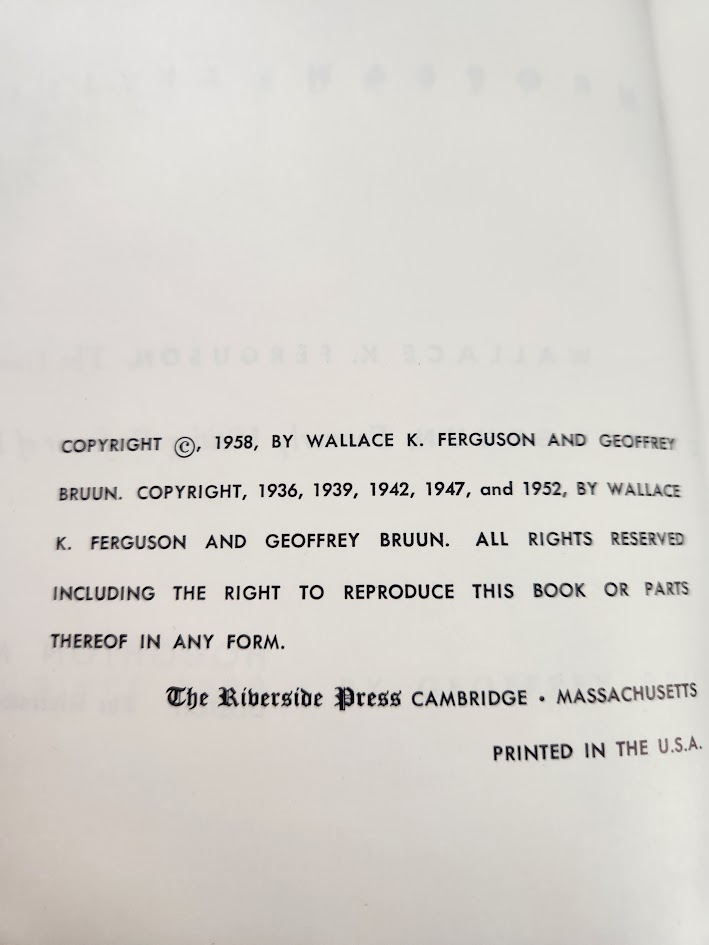 COPYRIGHT ©, 1958, BY WALLACE K. FERGUSON AND GEOFFREY
BRUUN. COPYRIGHT, 1936, 1939, 1942, 1947, and 1952, BY WALLACE
K. FERGUSON AND GEOFFREY BRUUN. ALL RIGHTS RESERVED
INCLUDING THE RIGHT TO REPRODUCE THIS BOOK OR PARTS
THEREOF IN ANY FORM.
The Riverside Press CAMBRIDGE • MASSACHUSETTS
PRINTED IN THE U.S.A.